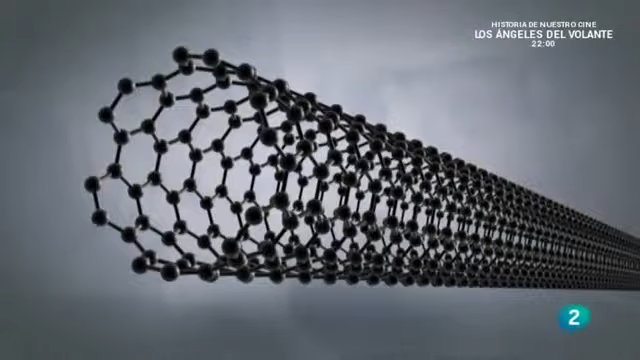 HISTORIA DE NUESTRO CINE
LOS ÁNGELES DEL VOLANTE
22:00
2